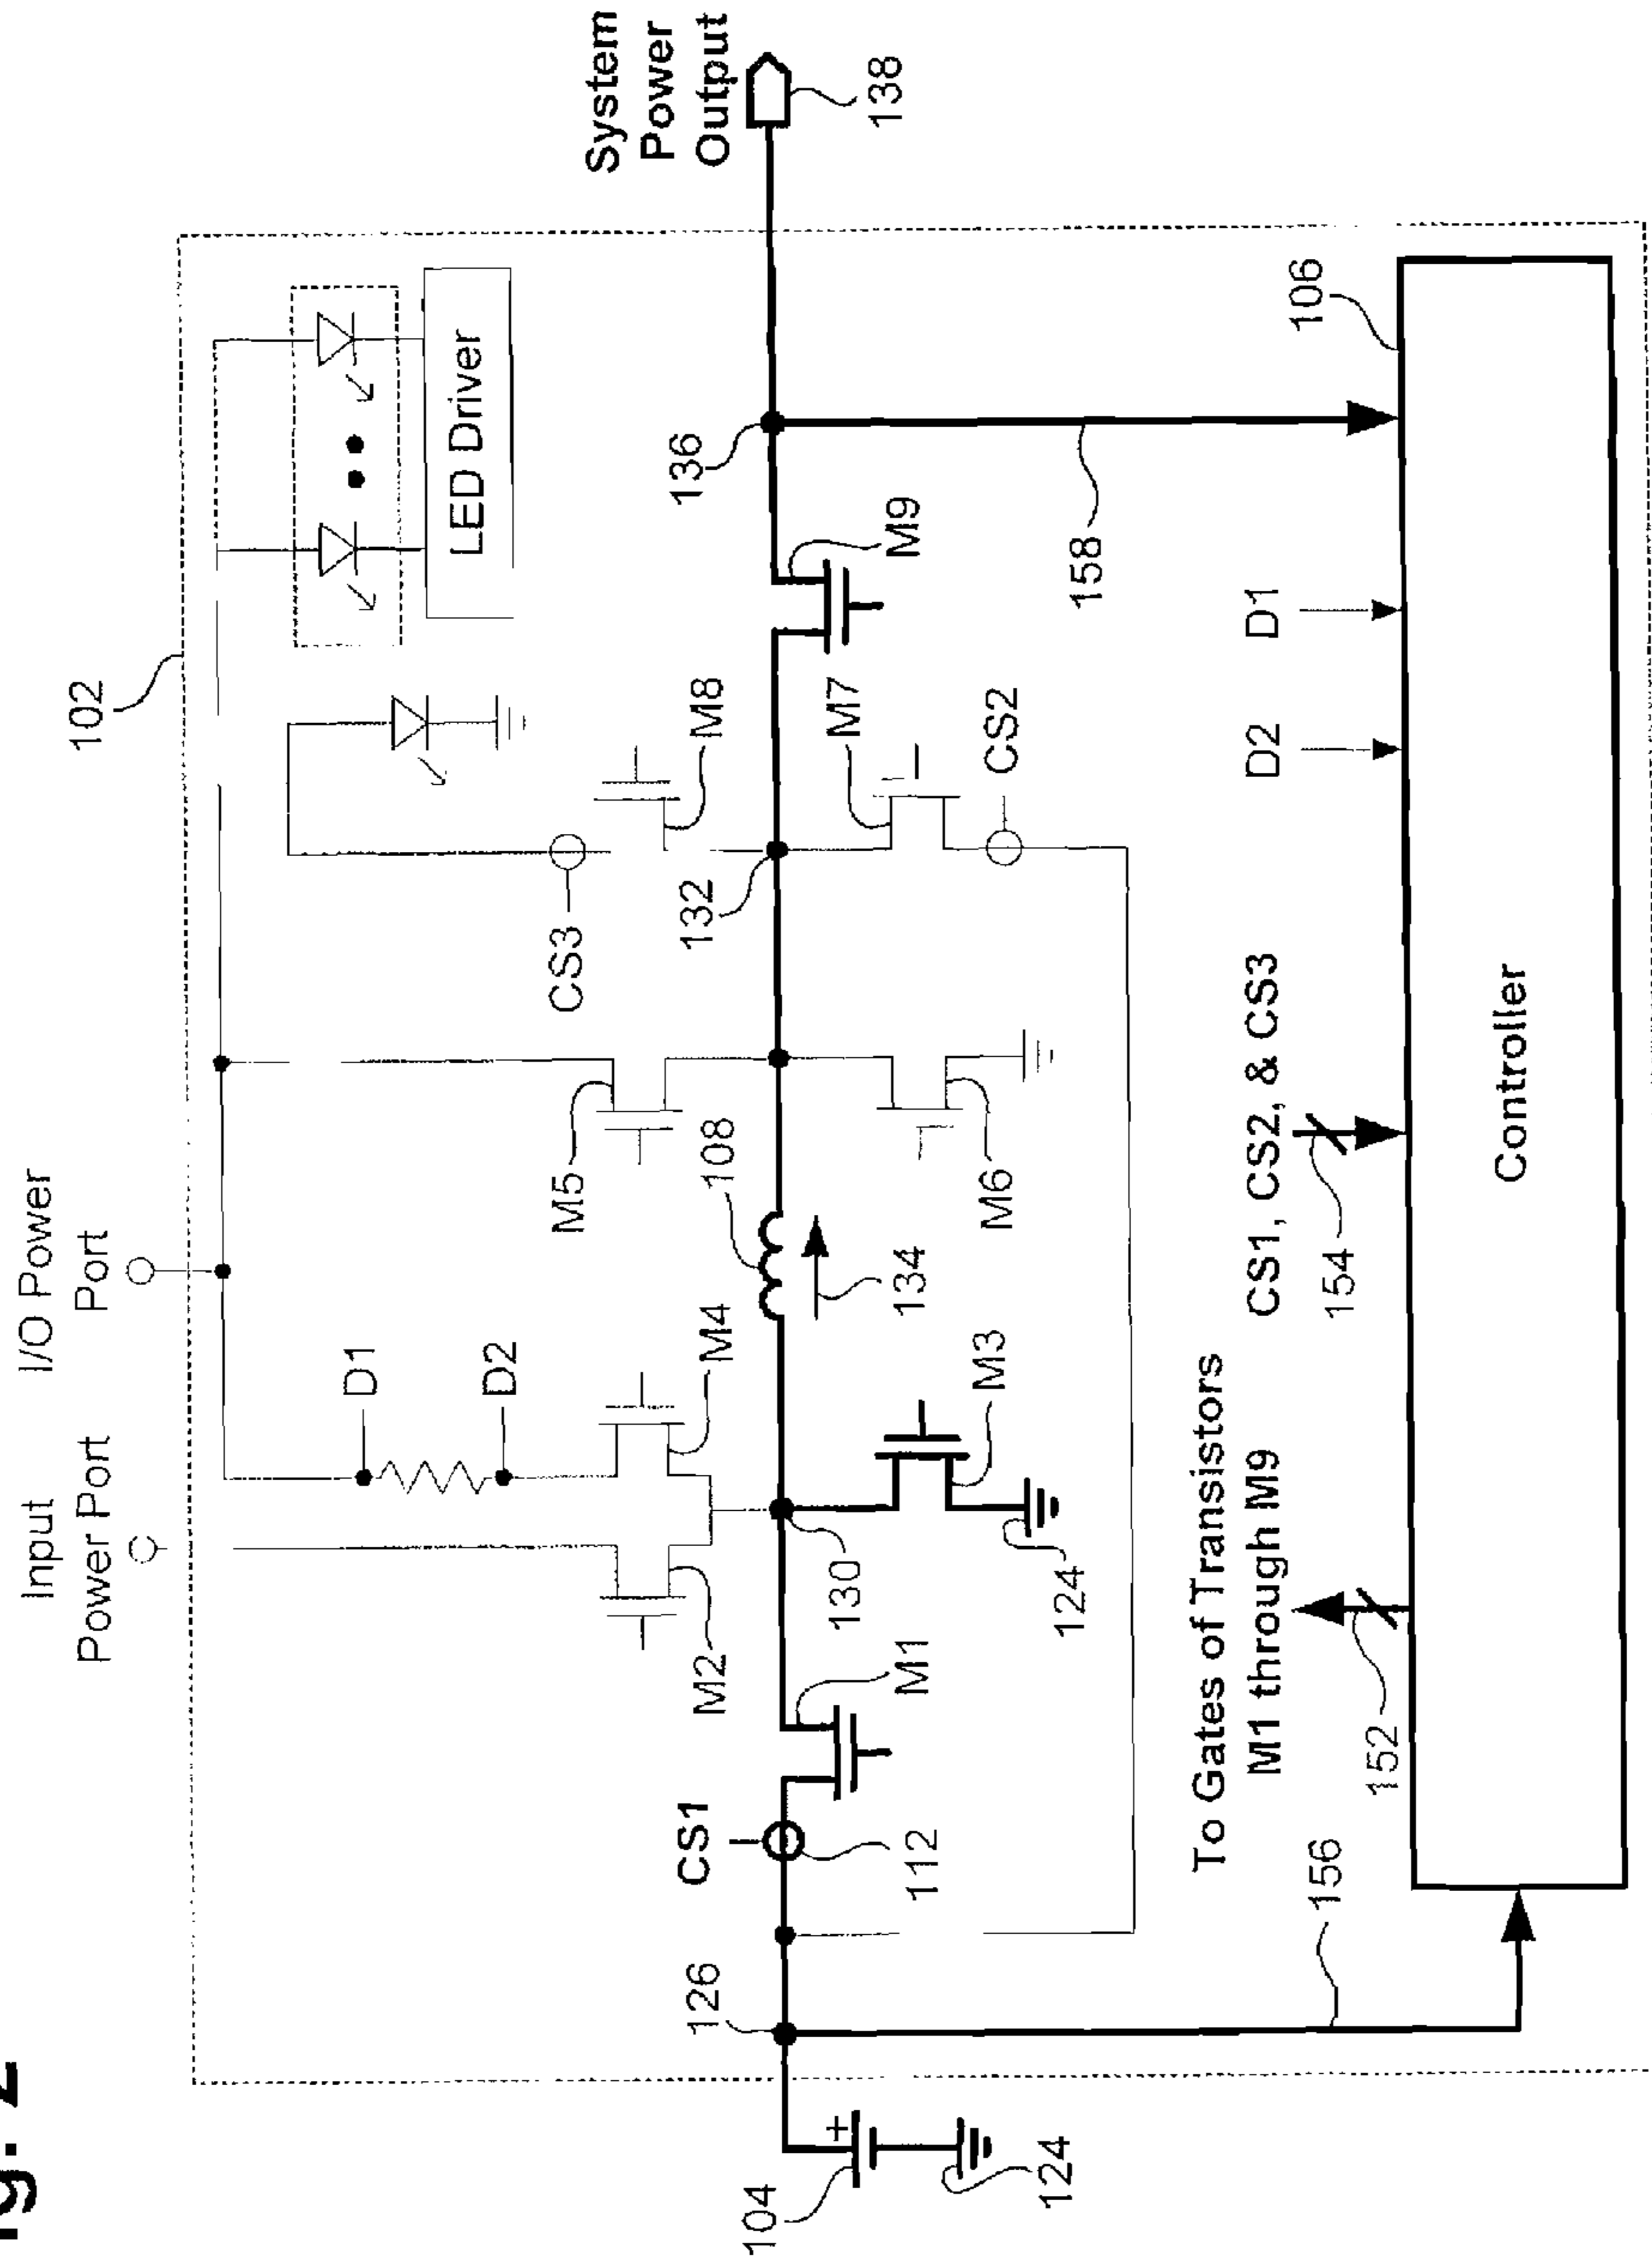 Input
Power Port
I/O Power
Port
102
D1
D2
M2
M4
M5
108
CS3
M8
LED Driver
System
Power
Output
138
104
124
126
CS1
112
M1
130
124
M3
134
M6
132
M7
CS2
M9
136
156
To Gates of Transistors
M1 through M9
152
CS1, CS2, & CS3
154
D2
D1
158
106
Controller